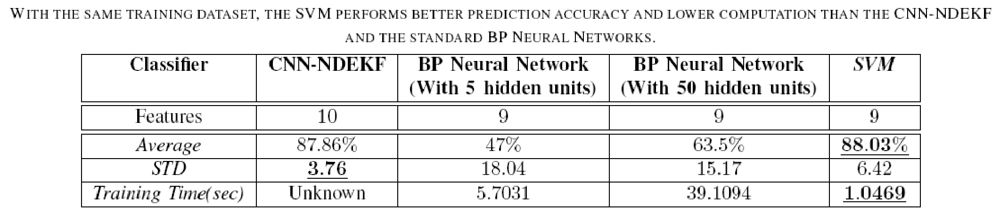 WITH THE SAME TRAINING DATASET, THE SVM PERFORMS BETTER PREDICTION ACCURACY AND LOWER COMPUTATION THAN THE CNN-NDEKF
AND THE STANDARD BP NEURAL NETWORKS.
Classifier CNN-NDEKF BP Neural Network BP Neural Network SVM
(With 5 hidden units) (With 50 hidden units)
Features 10 9 9 9
Average 87.86% 47% 63.5% 88.03%
STD 3.76 18.04 15.17 6.42
Training Time(sec) Unknown 5.7031 39.1094 1.0469